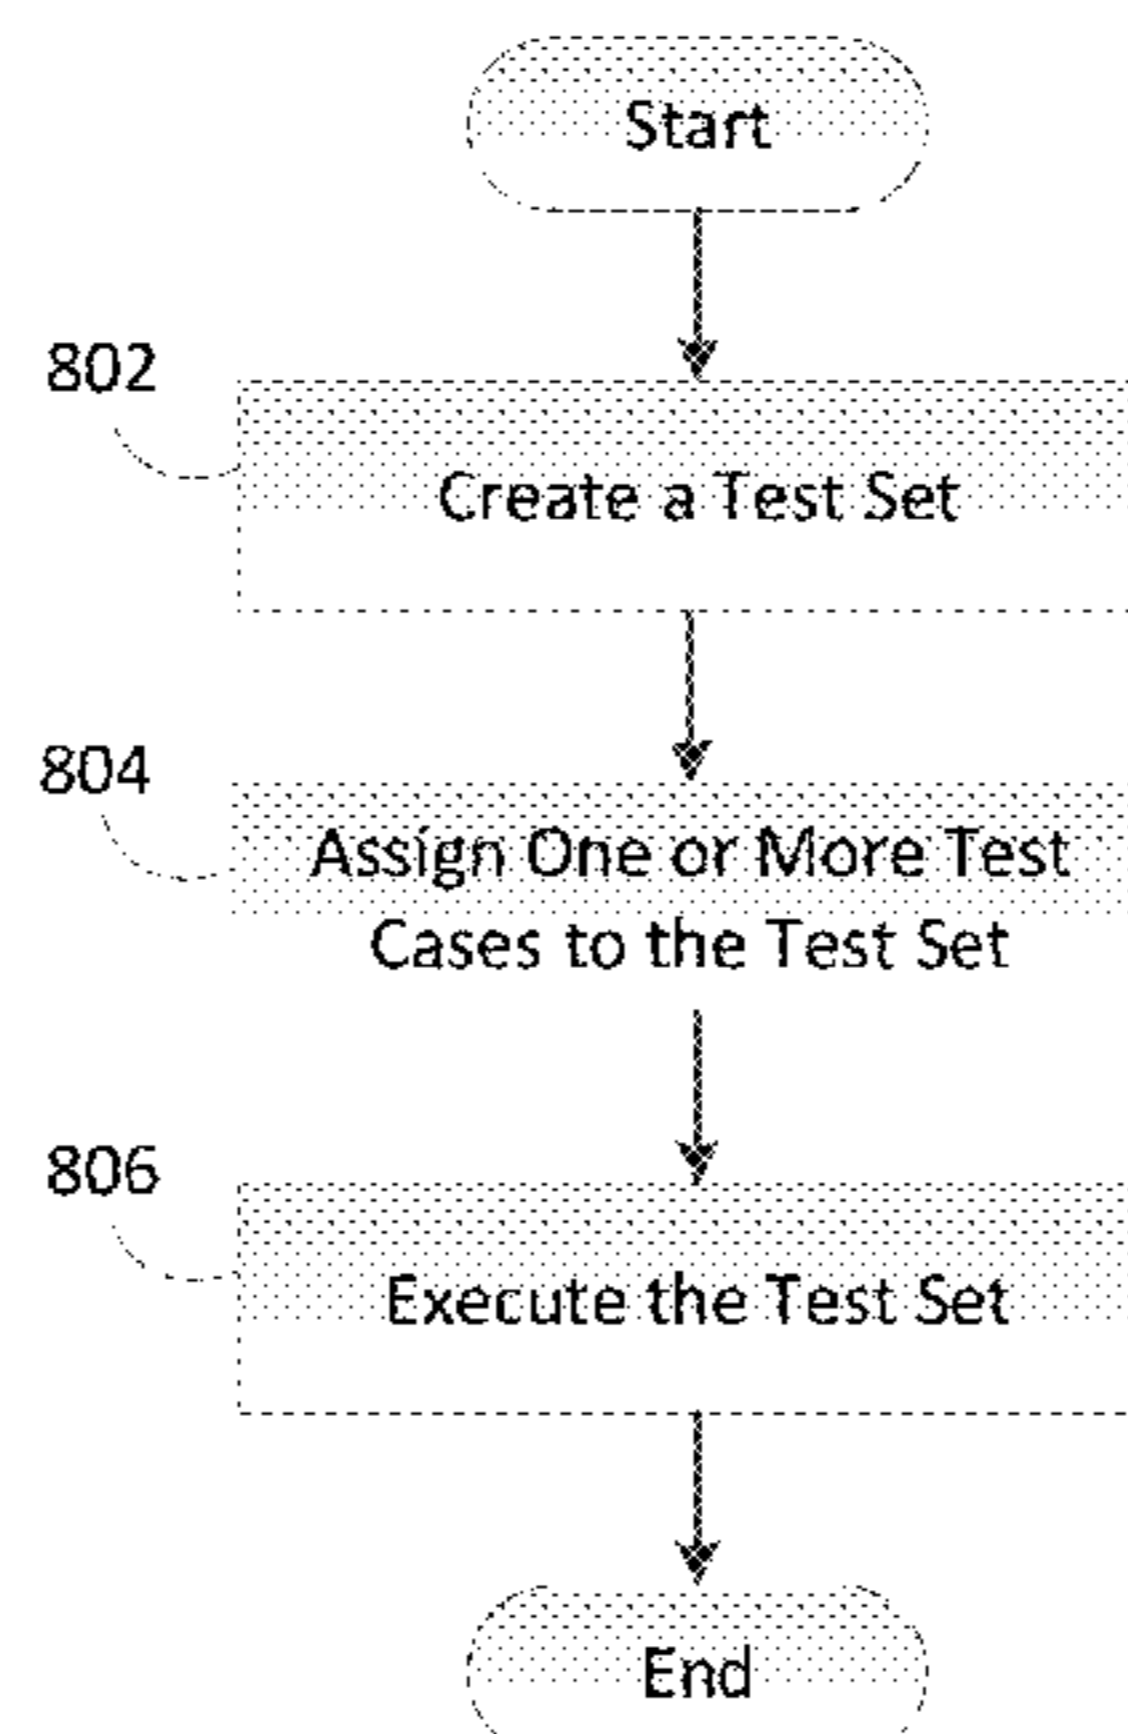 Start
802
Create a Test Set
804
Assign One or More Test
Cases to the Test Set
806
Execute the Test Set
End